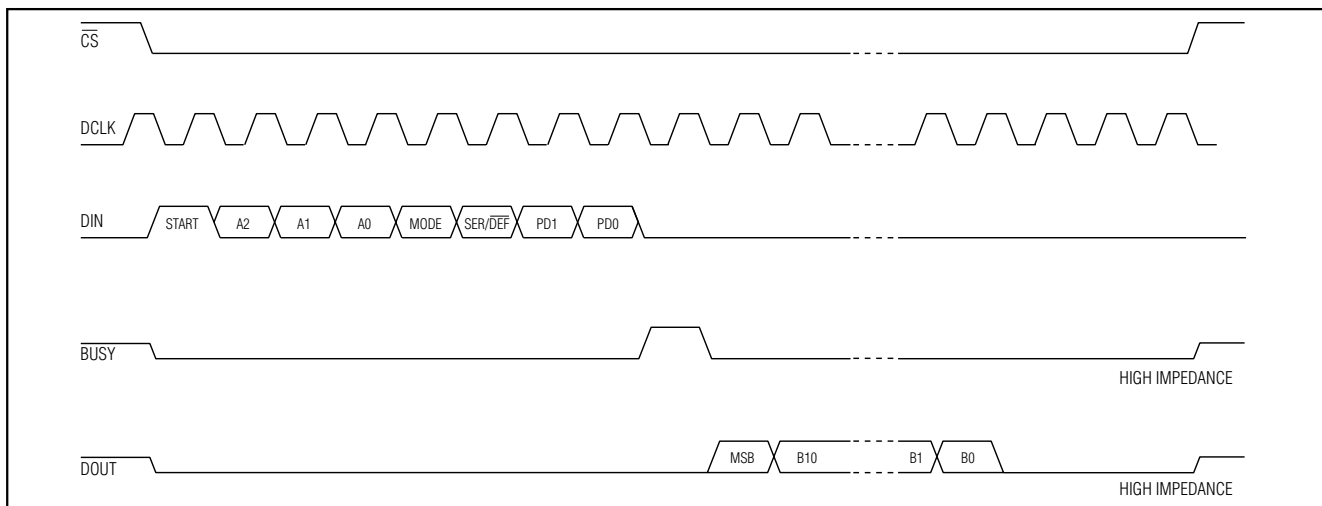 CS
DCLK
DIN START A2 A1 A0 MODE SER/DEF PD1 PD0
BUSY
HIGH IMPEDANCE
DOUT MSB B10 B1 B0
HIGH IMPEDANCE